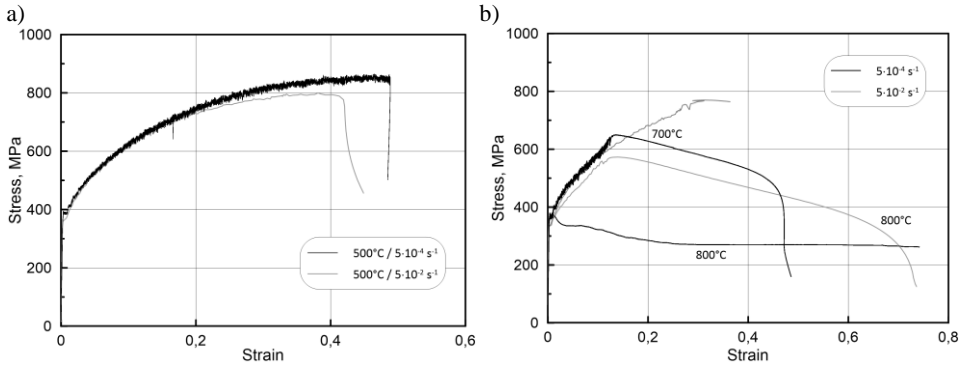 a)
1000
800
600
400
200
0
Stress, MPa
0
0,2
0,4
0,6
Strain
500°C / 5·10⁻⁴ s⁻¹
500°C / 5·10⁻² s⁻¹
b)
1000
800
600
400
200
0
Stress, MPa
0
0,2
0,4
0,6
0,8
Strain
5·10⁻⁴ s⁻¹
5·10⁻² s⁻¹
700°C
800°C
800°C